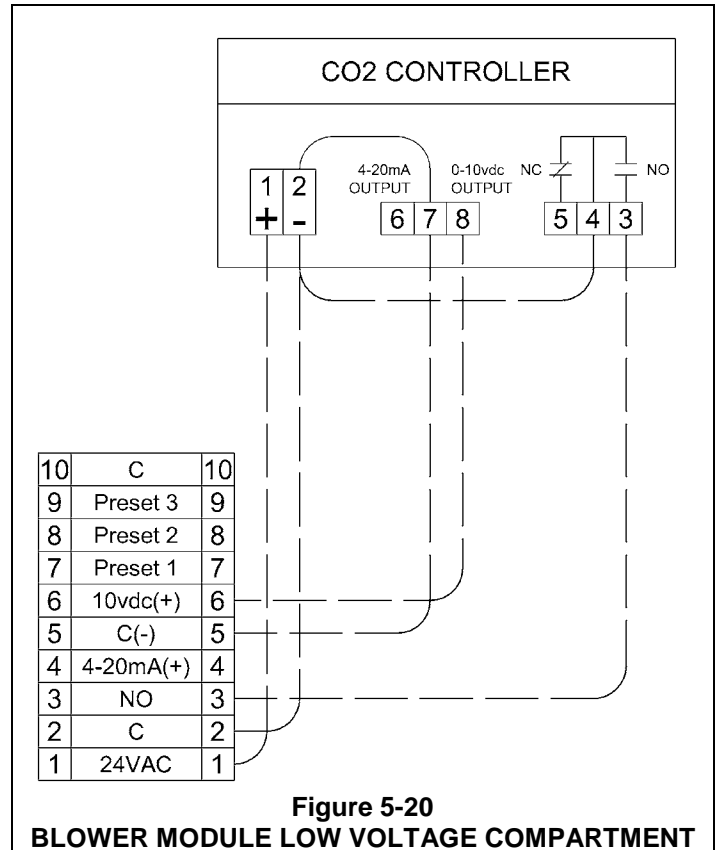 CO2 CONTROLLER
4-20mA 0-10vdc NC NO
OUTPUT OUTPUT
1 2
+ -
6 7 8 5 4 3
10 C 10
9 Preset 3 9
8 Preset 2 8
7 Preset 1 7
6 10vdc(+) 6
5 C(-) 5
4 4-20mA(+) 4
3 NO 3
2 C 2
1 24VAC 1
Figure 5-20
BLOWER MODULE LOW VOLTAGE COMPARTMENT